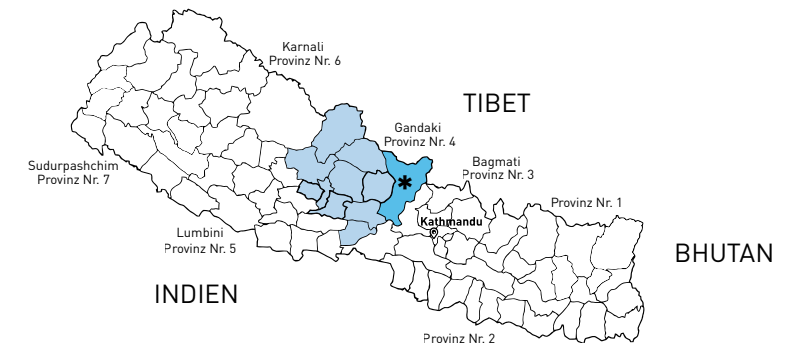 Karnali
Provinz Nr. 6
TIBET
Gandaki
Provinz Nr. 4
Bagmati
Provinz Nr. 3
Sudurpashchim
Provinz Nr. 7
Provinz Nr. 1
Kathmandu
Lumbini
Provinz Nr. 5
BHUTAN
INDIEN
Provinz Nr. 2